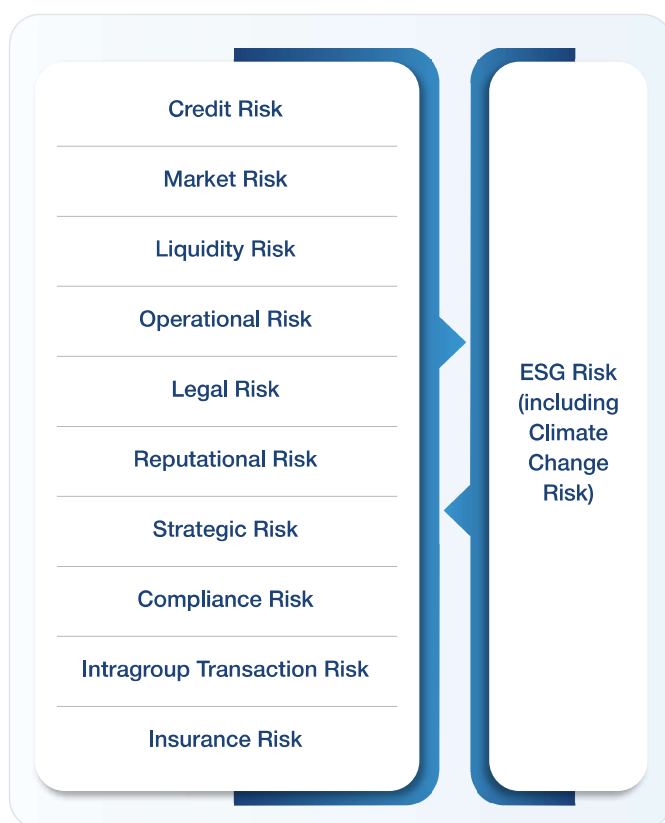 Credit Risk
Market Risk
Liquidity Risk
Operational Risk
Legal Risk
Reputational Risk
Strategic Risk
Compliance Risk
Intragroup Transaction Risk
Insurance Risk
ESG Risk
(including
Climate
Change
Risk)